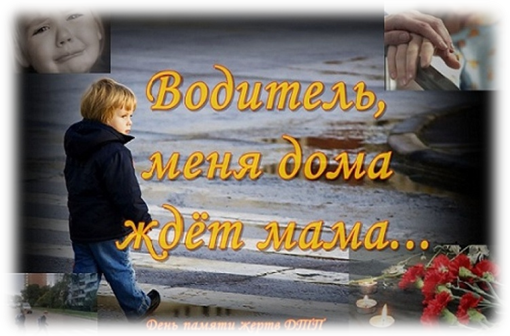 Водитель,
меня дома
ждёт мама...
День памяти жертв ДТП